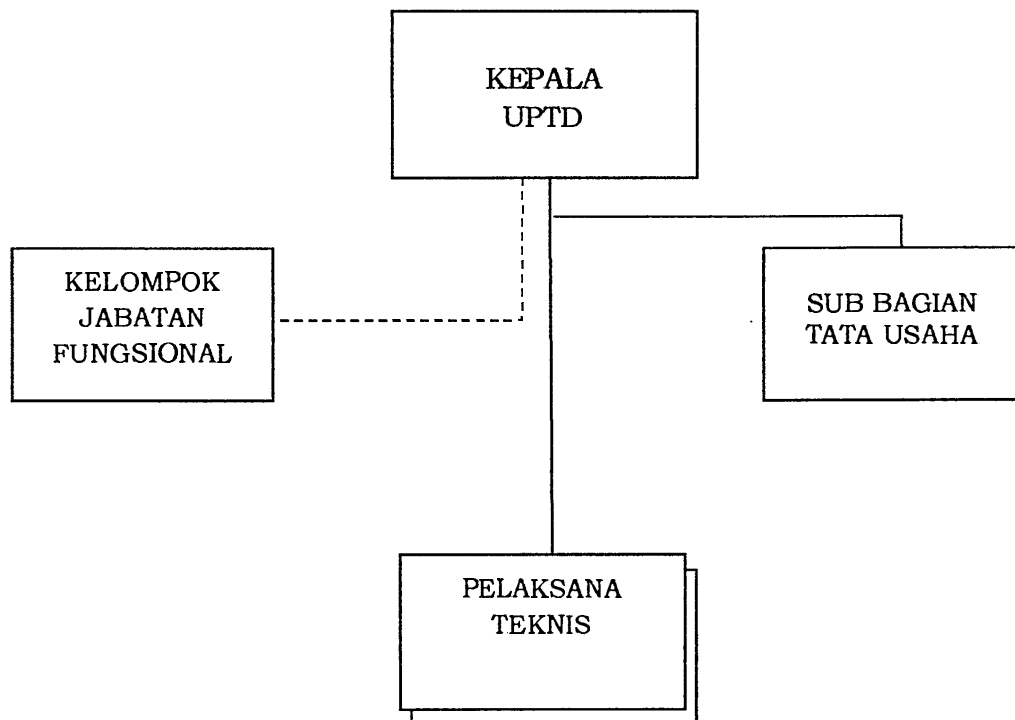 KEPALA
UPTD
KELOMPOK
JABATAN
FUNGSIONAL
SUB BAGIAN
TATA USAHA
PELAKSANA
TEKNIS